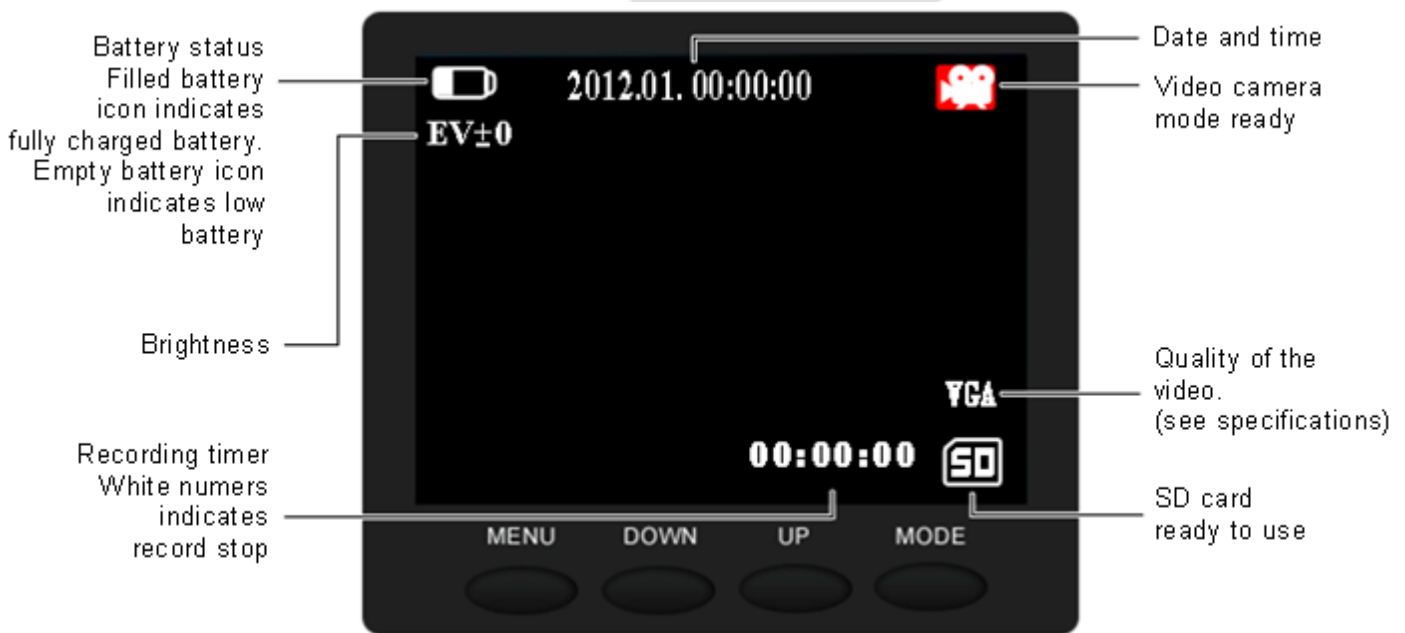 Battery status
Filled battery
icon indicates
fully charged battery.
Empty battery icon
indicates low
battery
Brightness
Recording timer
White numers
indicates
record stop
2012.01. 00:00:00
EV±0
VGA
00:00:00
SD
MENU DOWN UP MODE
Date and time
Video camera
mode ready
Quality of the
video.
(see specifications)
SD card
ready to use